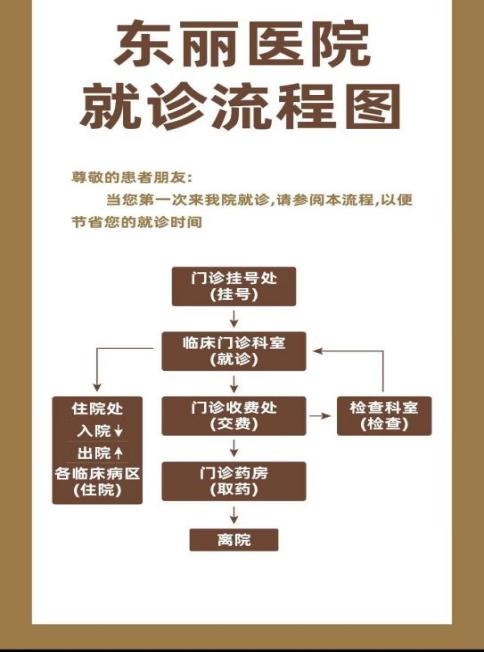 东丽医院
就诊流程图
尊敬的患者朋友:
当您第一次来我院就诊,请参阅本流程,以便
节省您的就诊时间
门诊挂号处
(挂号)
临床门诊科室
(就诊)
住院处
入院↓
出院↑
各临床病区
(住院)
门诊收费处
(交费)
检查科室
(检查)
门诊药房
(取药)
离院